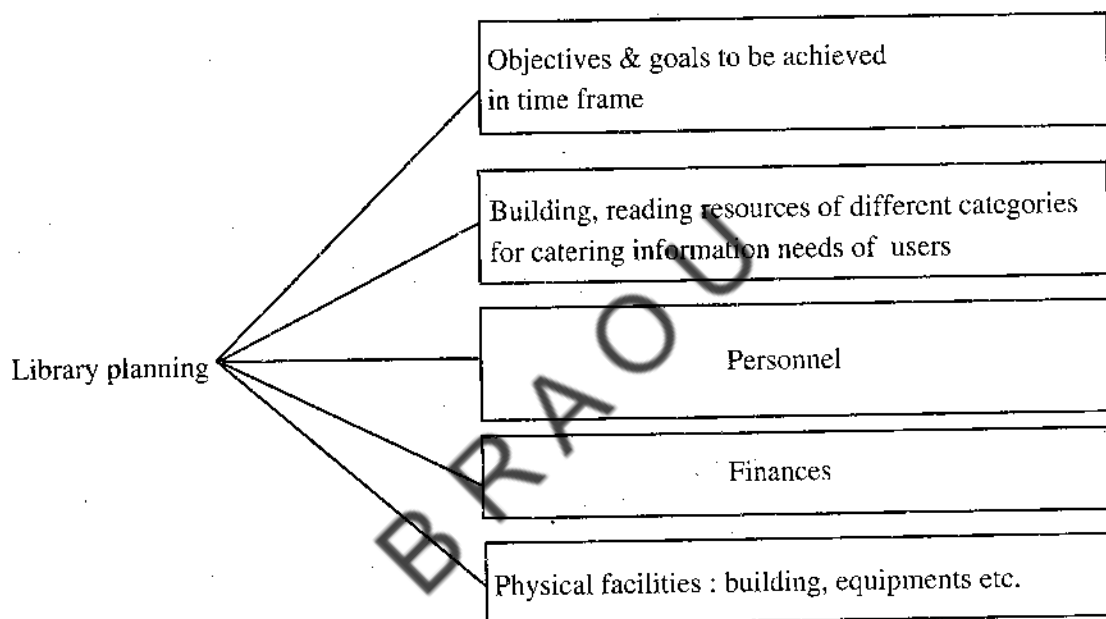 Objectives & goals to be achieved
in time frame
Building, reading resources of different categories
for catering information needs of users
Library planning
Personnel
Finances
Physical facilities : building, equipments etc.
BRAOU